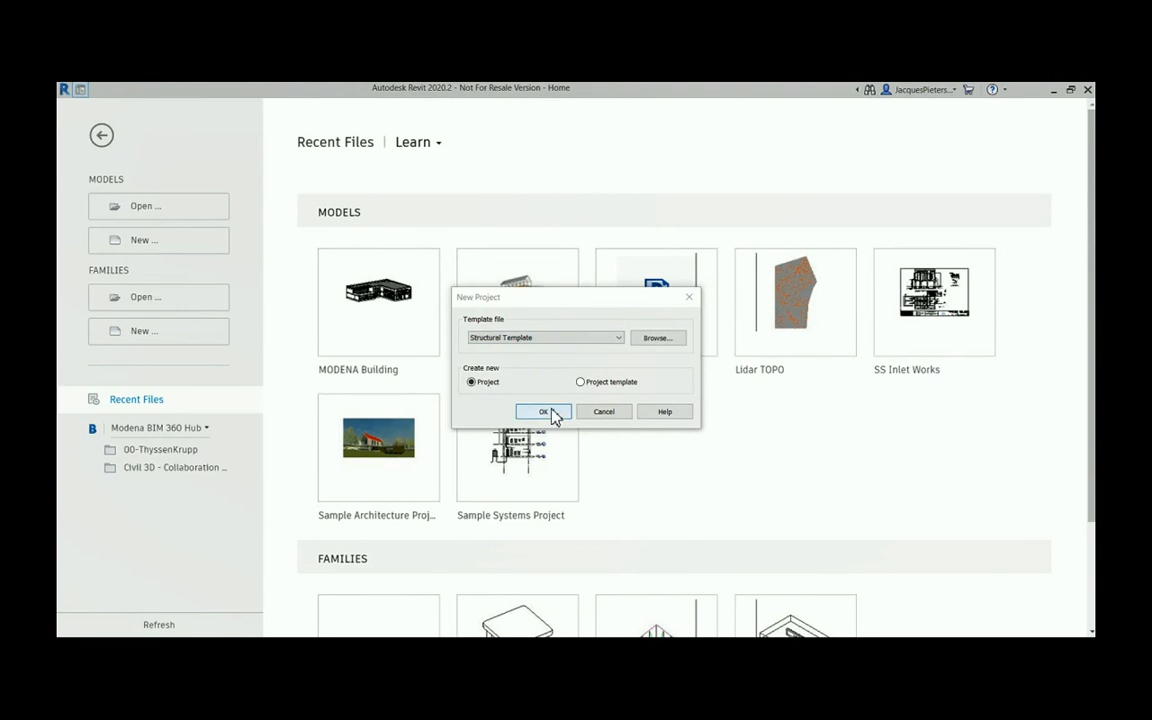 Autodesk Revit 2020.2 - Not For Resale Version - Home
JacquesPieters...
Recent Files | Learn
MODELS
Open ...
New ...
FAMILIES
Open ...
New ...
Recent Files
Modena BIM 360 Hub
00-ThyssenKrupp
Civil 3D - Collaboration ...
Refresh
MODELS
MODENA Building
Lidar TOPO
SS Inlet Works
Sample Architecture Proj...
Sample Systems Project
FAMILIES
New Project
Template file
Structural Template
Browse...
Create new
Project
Project template
OK
Cancel
Help